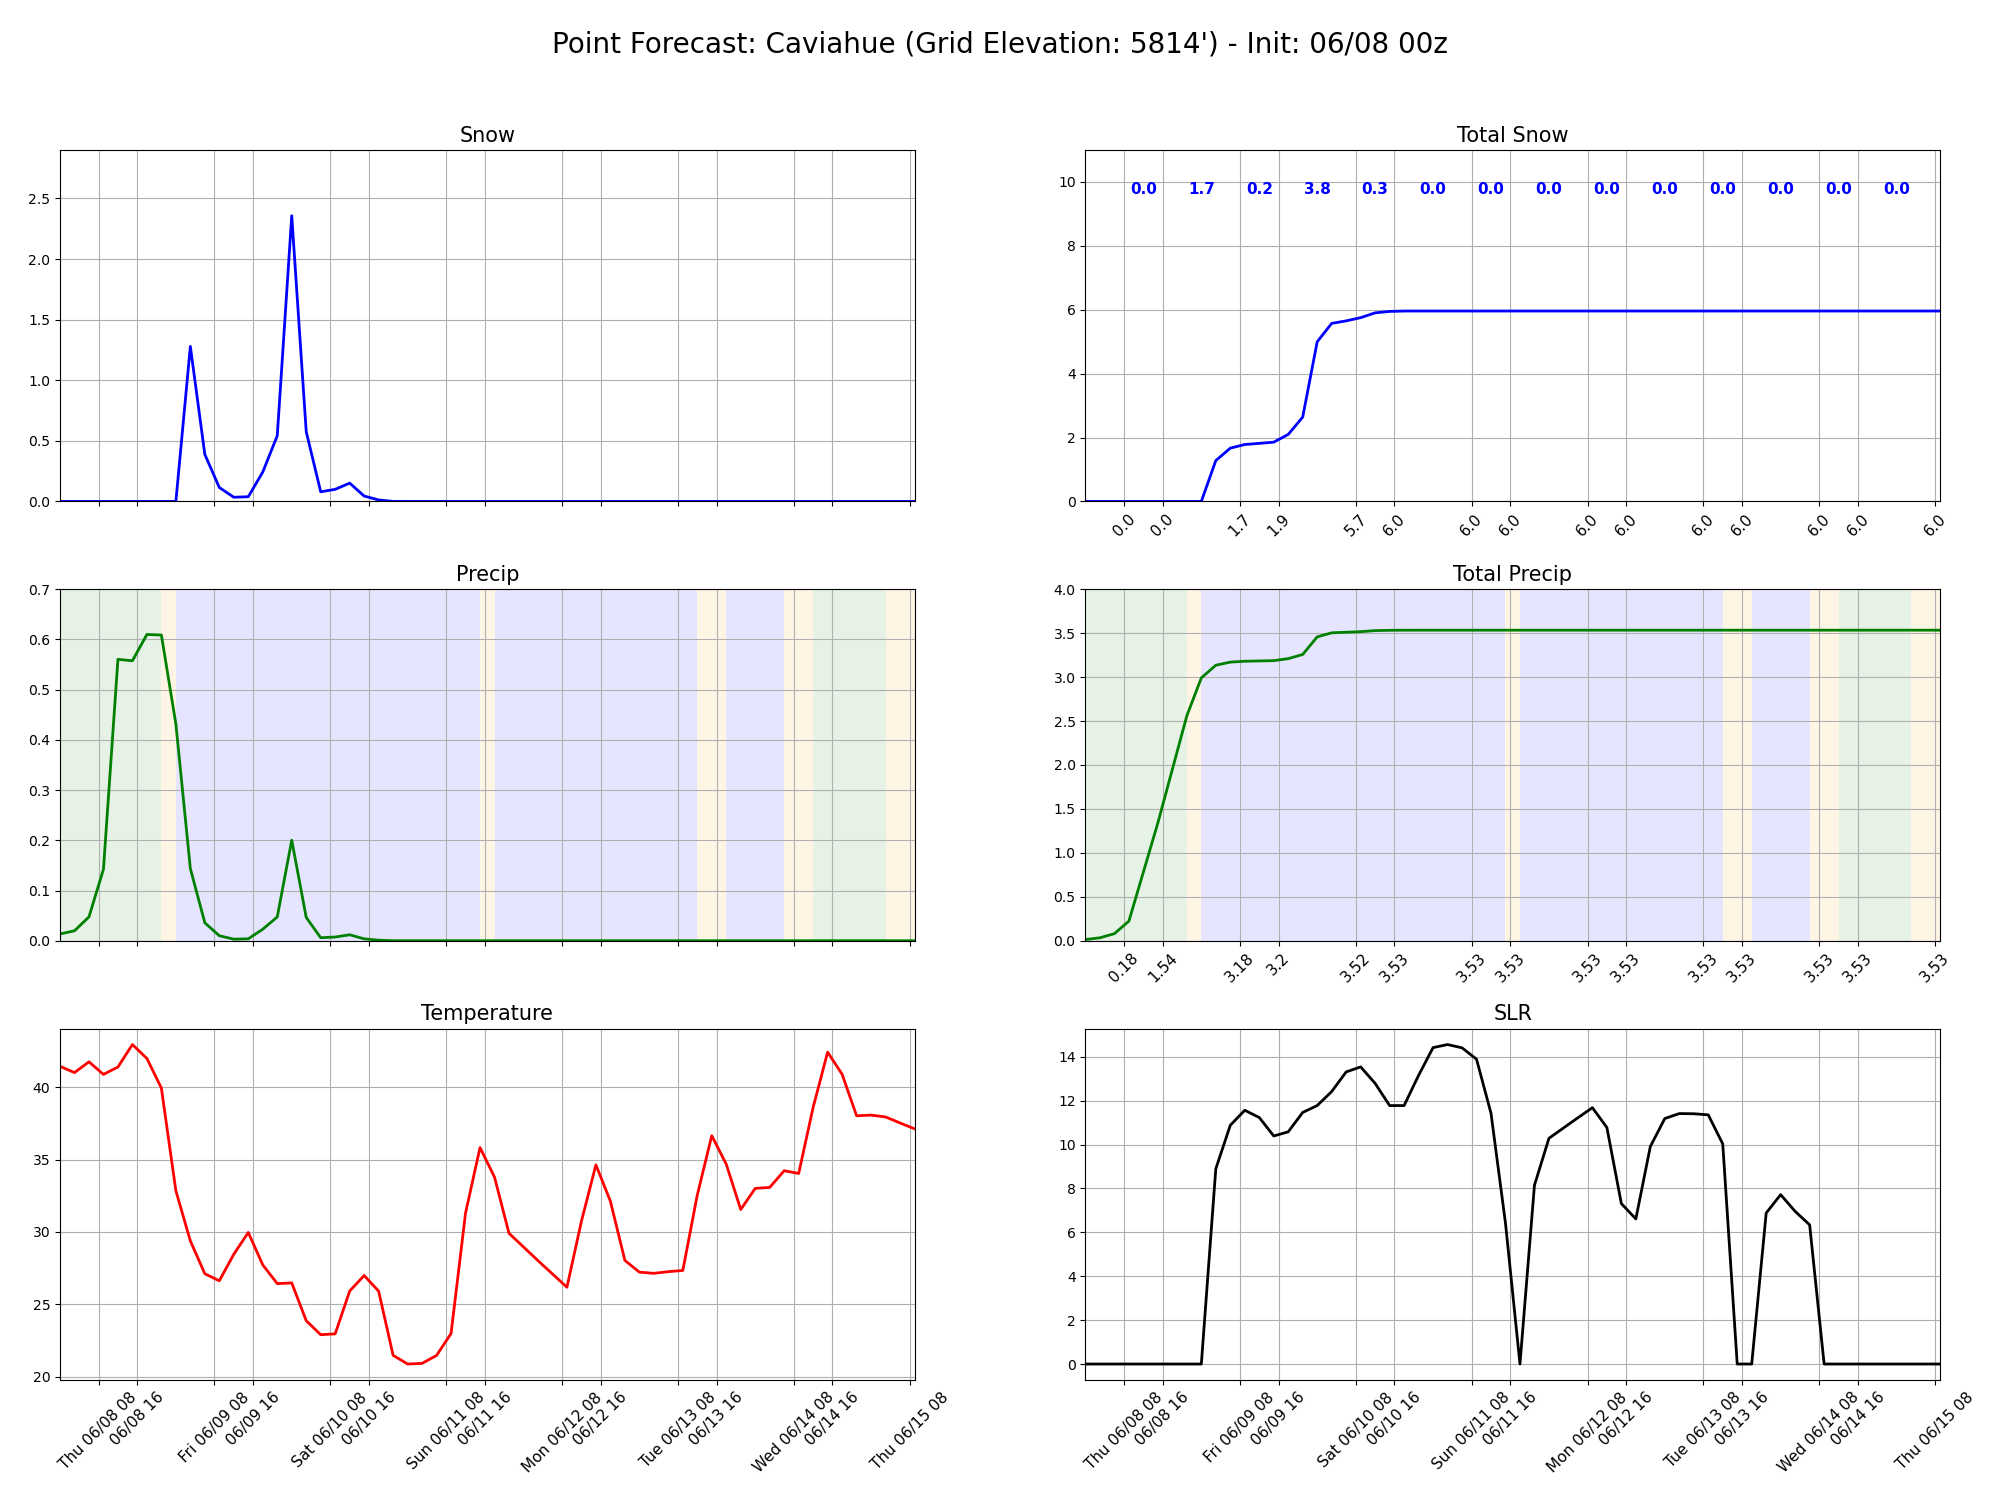 Point Forecast: Caviahue (Grid Elevation: 5814') - Init: 06/08 00z
Snow
2.5
2.0
1.5
1.0
0.5
0.0
Total Snow
10
8
6
4
2
0
0.0 1.7 0.2 3.8 0.3 0.0 0.0 0.0 0.0 0.0 0.0 0.0 0.0 0.0
0.0 0.0 1.7 1.9 5.7 6.0 6.0 6.0 6.0 6.0 6.0 6.0 6.0 6.0 6.0
Precip
0.7
0.6
0.5
0.4
0.3
0.2
0.1
0.0
Total Precip
4.0
3.5
3.0
2.5
2.0
1.5
1.0
0.5
0.0
0.18 1.54 3.18 3.2 3.52 3.53 3.53 3.53 3.53 3.53 3.53 3.53 3.53 3.53 3.53
Temperature
40
35
30
25
20
Thu 06/08 08
06/08 16
Fri 06/09 08
06/09 16
Sat 06/10 08
06/10 16
Sun 06/11 08
06/11 16
Mon 06/12 08
06/12 16
Tue 06/13 08
06/13 16
Wed 06/14 08
06/14 16
Thu 06/15 08
SLR
14
12
10
8
6
4
2
0
Thu 06/08 08
06/08 16
Fri 06/09 08
06/09 16
Sat 06/10 08
06/10 16
Sun 06/11 08
06/11 16
Mon 06/12 08
06/12 16
Tue 06/13 08
06/13 16
Wed 06/14 08
06/14 16
Thu 06/15 08